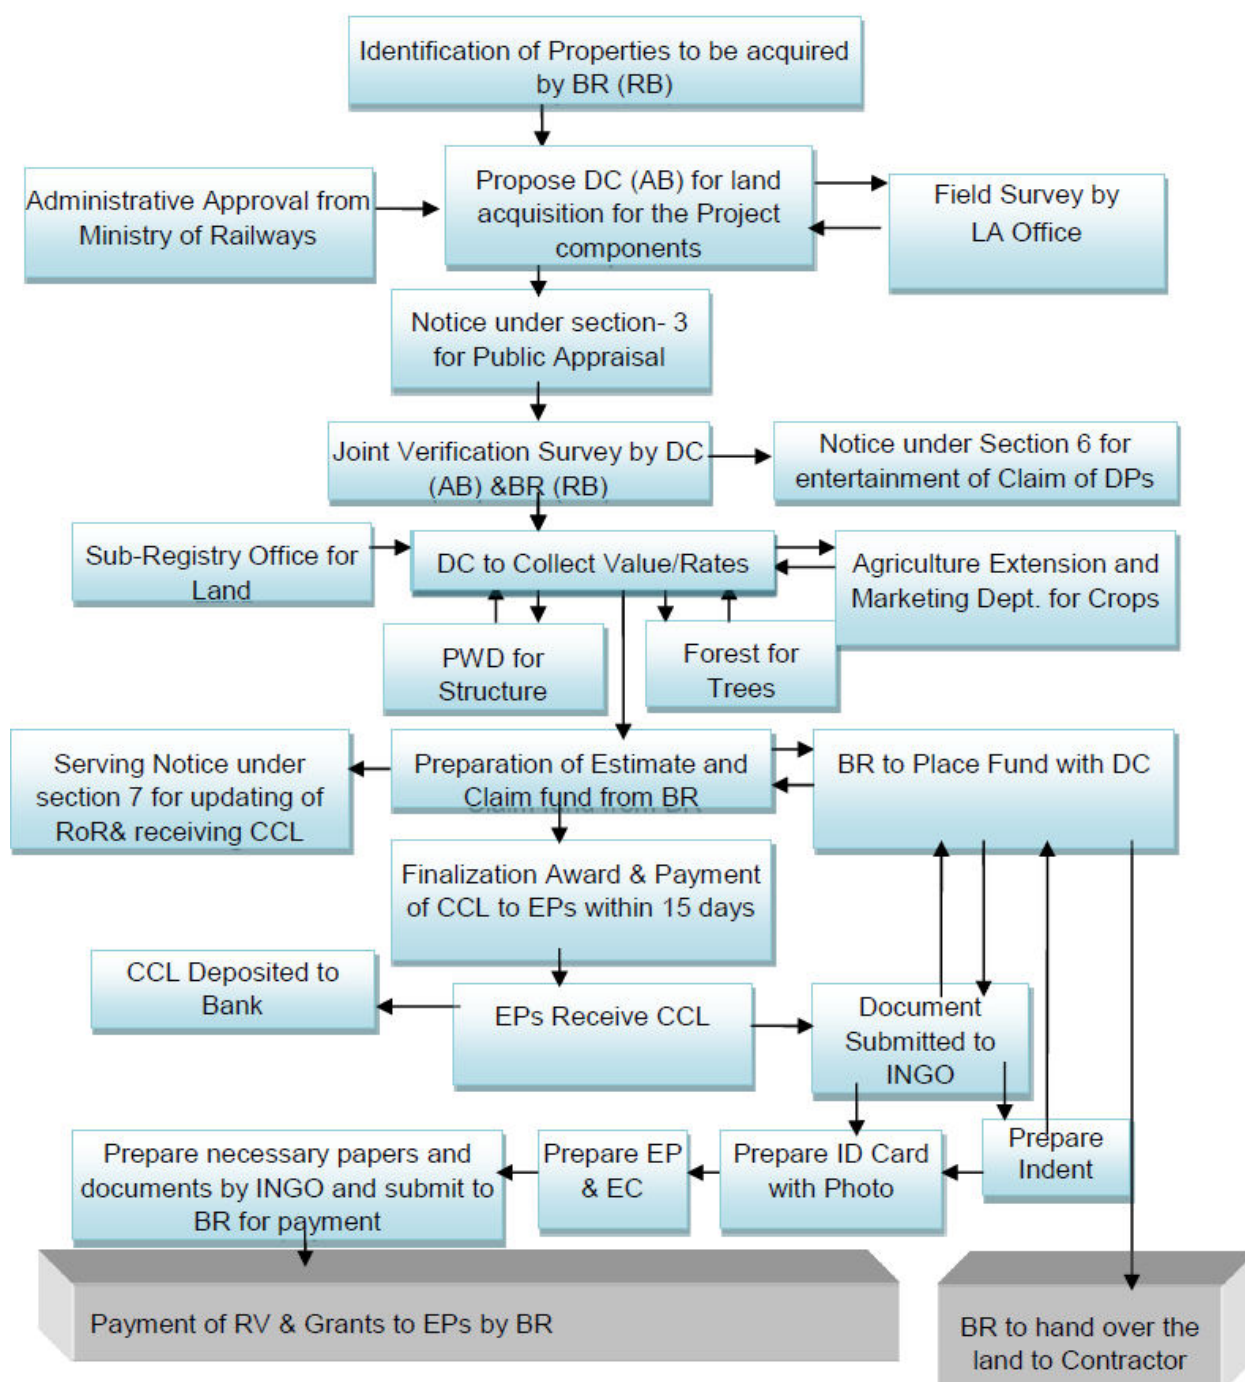 Identification of Properties to be acquired
by BR (RB)
Administrative Approval from
Ministry of Railways
Propose DC (AB) for land
acquisition for the Project
components
Field Survey by
LA Office
Notice under section- 3
for Public Appraisal
Joint Verification Survey by DC
(AB) &BR (RB)
Notice under Section 6 for
entertainment of Claim of DPs
Sub-Registry Office for
Land
DC to Collect Value/Rates
Agriculture Extension and
Marketing Dept. for Crops
PWD for
Structure
Forest for
Trees
Serving Notice under
section 7 for updating of
RoR& receiving CCL
Preparation of Estimate and
Claim fund from BR
BR to Place Fund with DC
Finalization Award & Payment
of CCL to EPs within 15 days
CCL Deposited to
Bank
EPs Receive CCL
Document
Submitted to
INGO
Prepare necessary papers and
documents by INGO and submit to
BR for payment
Prepare EP
& EC
Prepare ID Card
with Photo
Prepare
Indent
Payment of RV & Grants to EPs by BR
BR to hand over the
land to Contractor